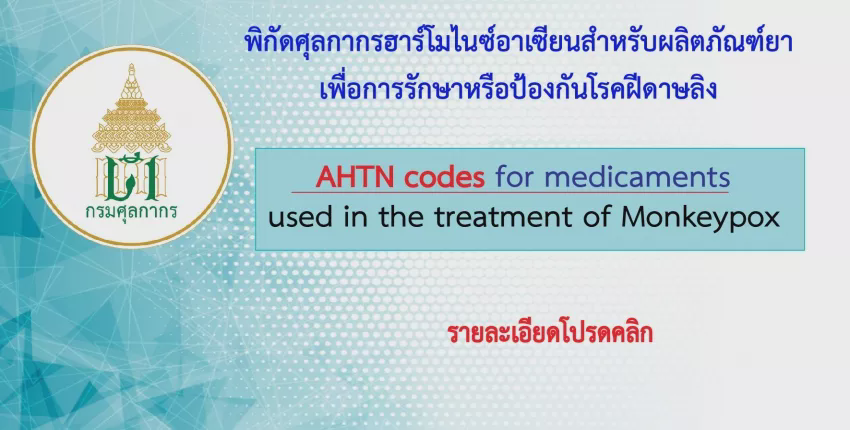 พิกัดศุลกากรฮาร์โมไนซ์อาเซียนสำหรับผลิตภัณฑ์ยา
เพื่อการรักษาหรือป้องกันโรคฝีดาษลิง
AHTN codes for medicaments
used in the treatment of Monkeypox
กรมศุลกากร
รายละเอียดโปรดคลิก